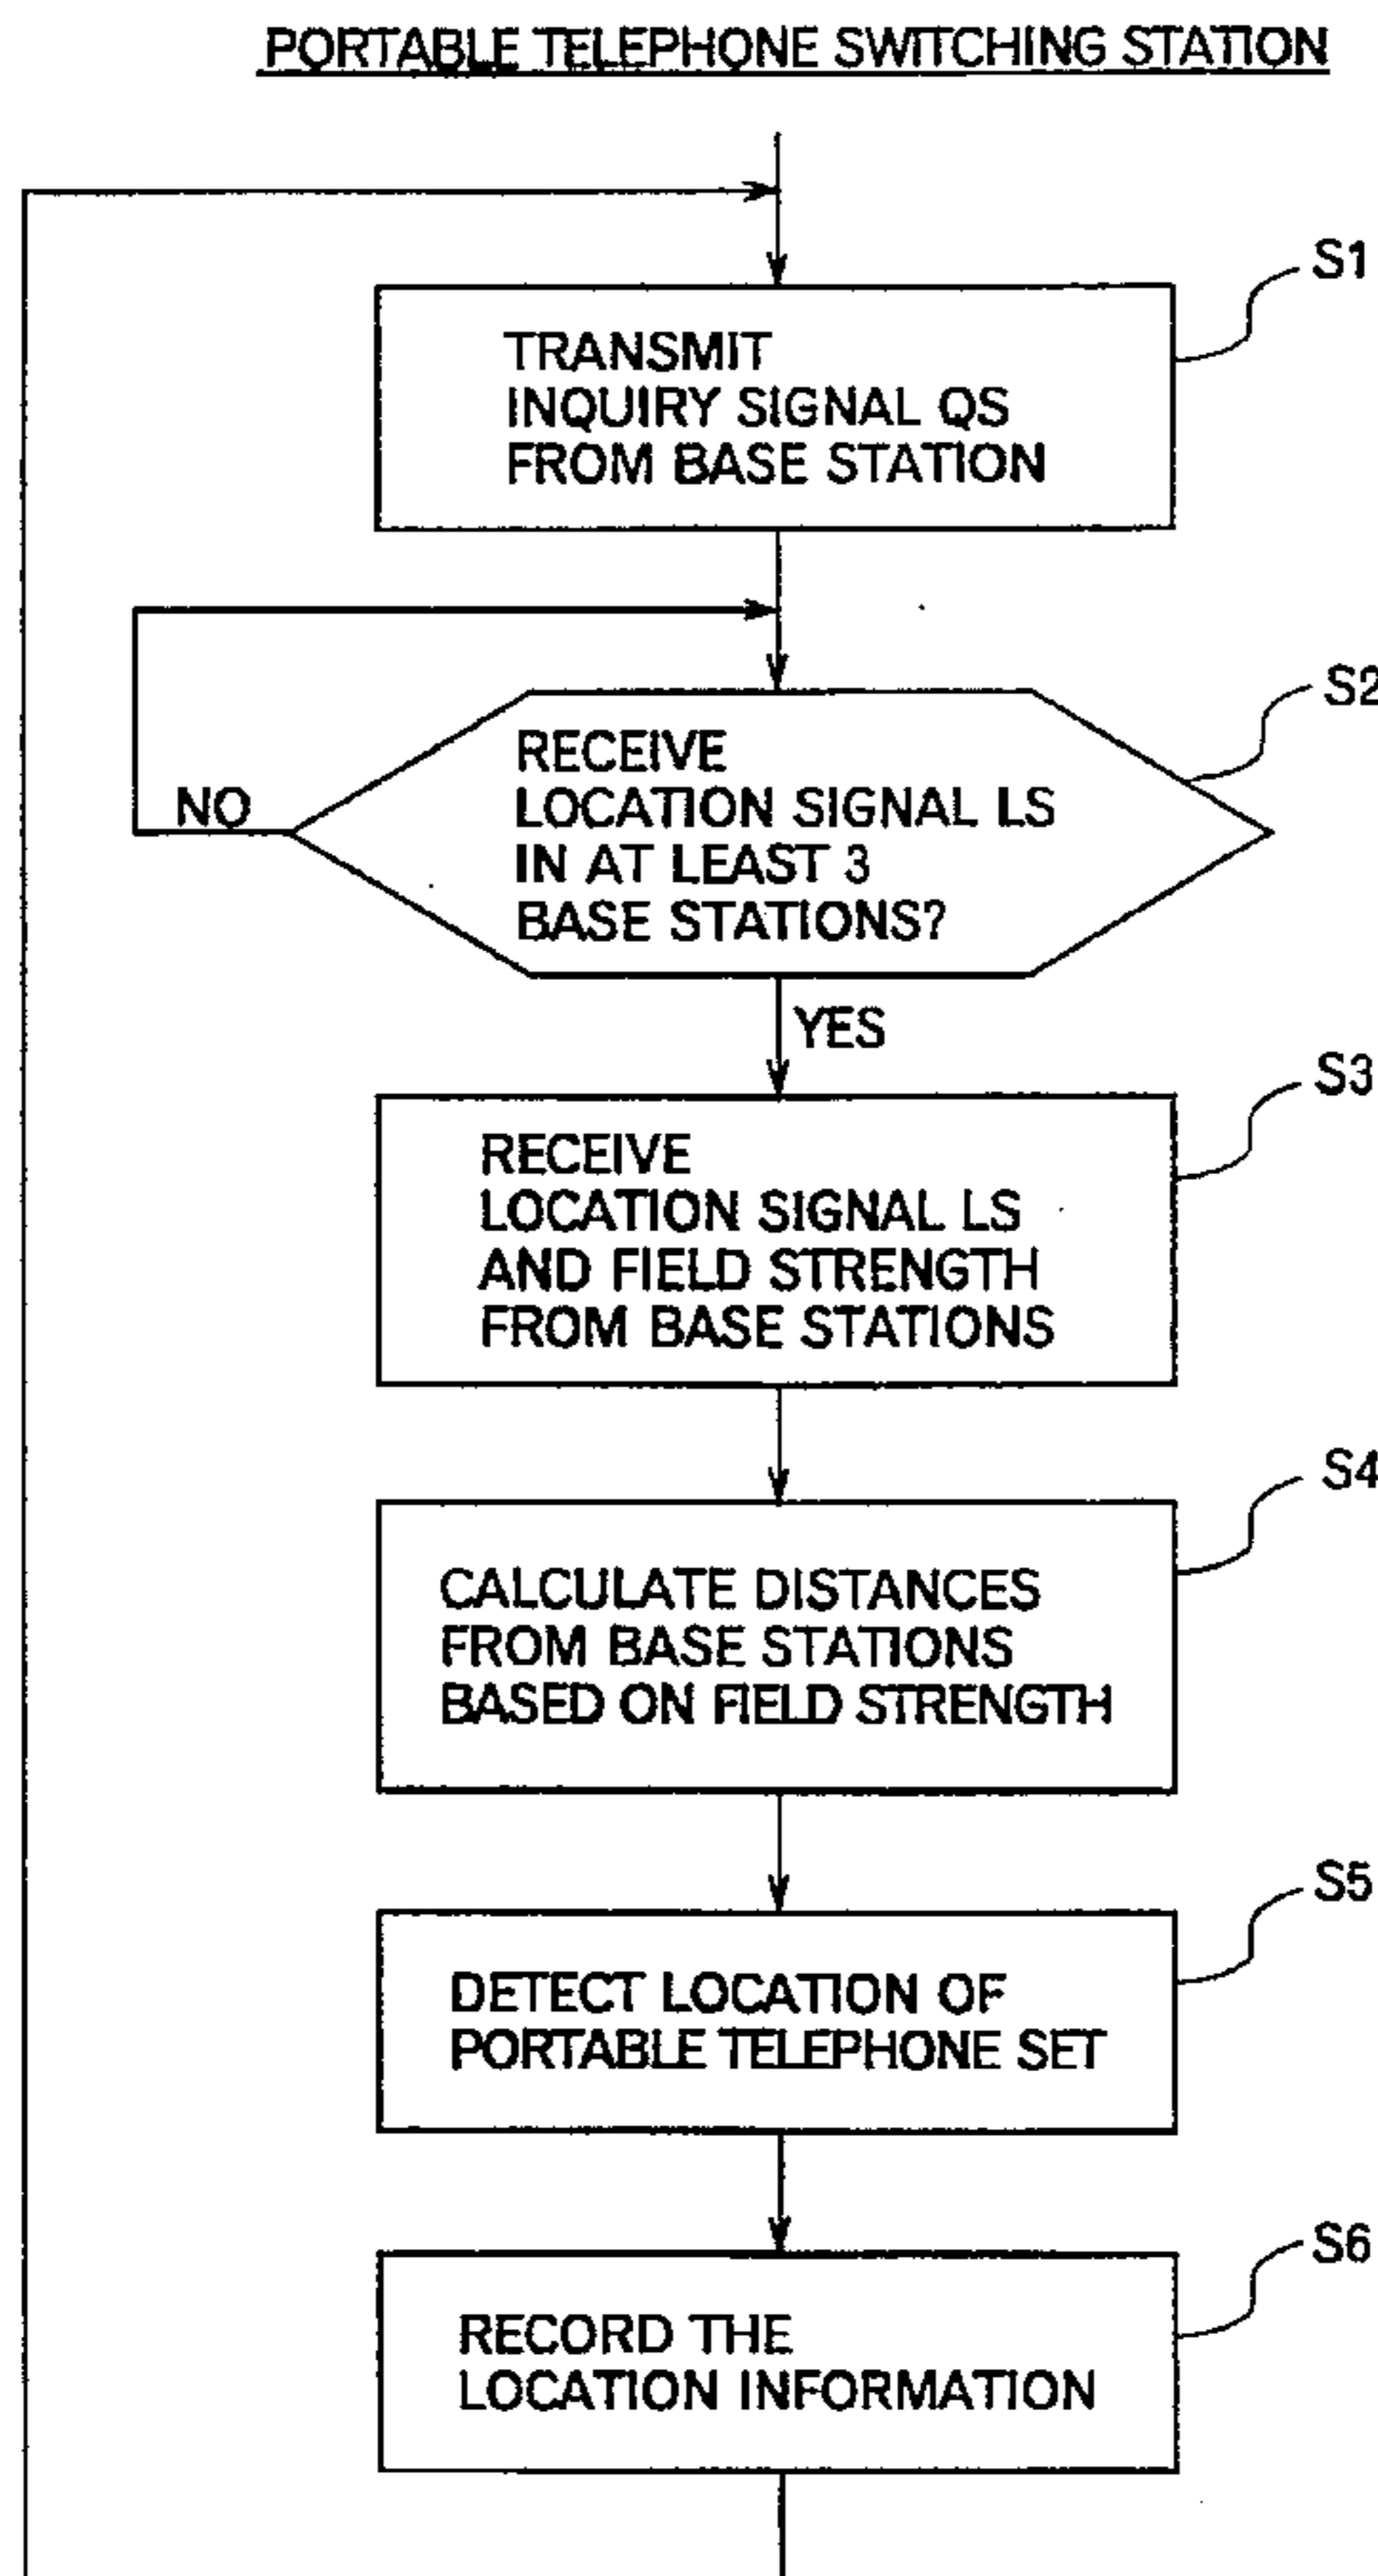 PORTABLE TELEPHONE SWITCHING STATION
S1
TRANSMIT
INQUIRY SIGNAL QS
FROM BASE STATION
S2
RECEIVE
LOCATION SIGNAL LS
IN AT LEAST 3
BASE STATIONS?
NO
YES
S3
RECEIVE
LOCATION SIGNAL LS
AND FIELD STRENGTH
FROM BASE STATIONS
S4
CALCULATE DISTANCES
FROM BASE STATIONS
BASED ON FIELD STRENGTH
S5
DETECT LOCATION OF
PORTABLE TELEPHONE SET
S6
RECORD THE
LOCATION INFORMATION